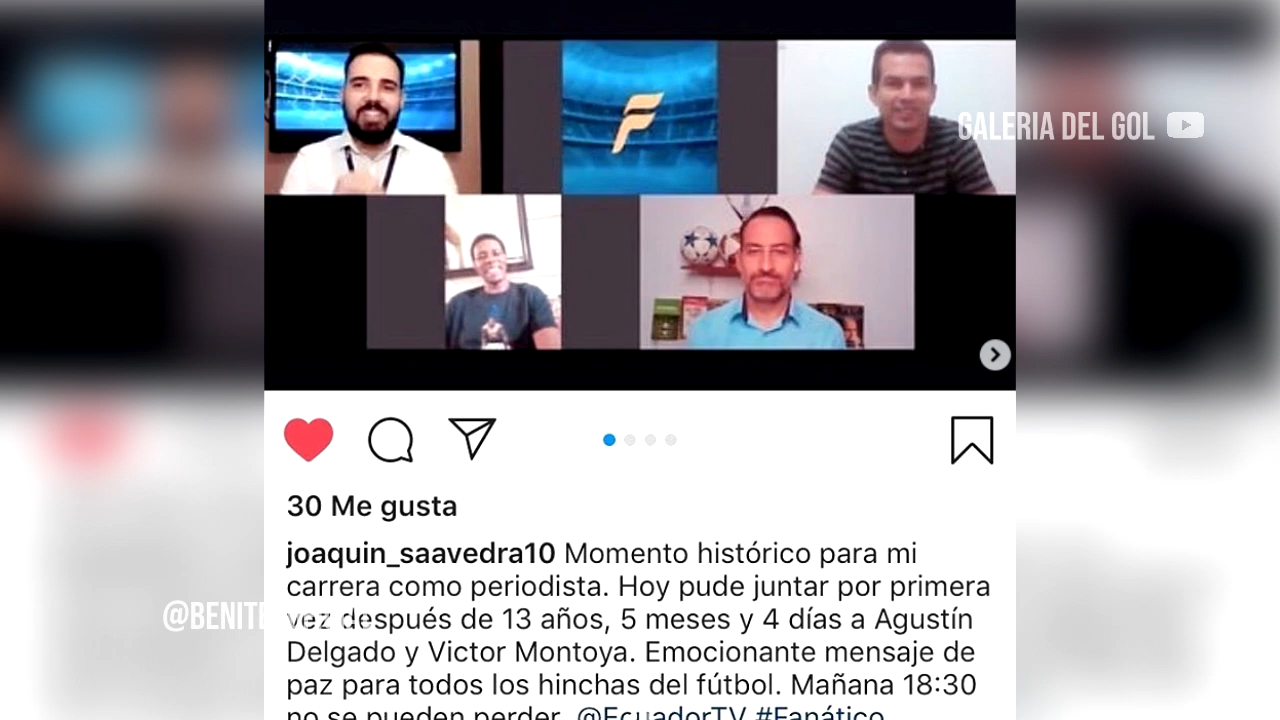 GALERIA DEL GOL
30 Me gusta
joaquin_saavedra10 Momento histórico para mi
carrera como periodista. Hoy pude juntar por primera
vez después de 13 años, 5 meses y 4 días a Agustín
Delgado y Victor Montoya. Emocionante mensaje de
paz para todos los hinchas del fútbol. Mañana 18:30
no se pueden perder. @EcuadorTV #Fanático